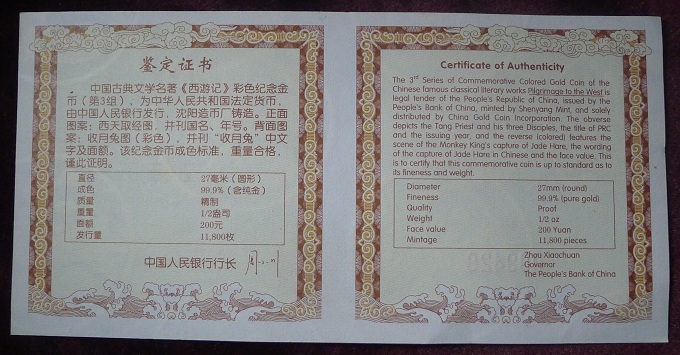 鉴定证书
中国古典文学名著《西游记》彩色纪念金
币（第3组），为中华人民共和国法定货币，
由中国人民银行发行，沈阳造币厂铸造。正面
图案：西天取经图，并刊国名、年号。背面图
案：收月兔图（彩色），并刊“收月兔”中文
字及面额。该纪念金币成色标准，重量合格，
谨此证明。
直径 27毫米（圆形）
成色 99.9%（含纯金）
质量 精制
重量 1/2盎司
面额 200元
发行量 11,800枚
中国人民银行行长
Certificate of Authenticity
The 3rd Series of Commemorative Colored Gold Coin of the
Chinese famous classical literary works Pilgrimage to the West is
legal tender of the People's Republic of China, issued by the
People's Bank of China, minted by Shenyang Mint, and solely
distributed by China Gold Coin Incorporation. The obverse
depicts the Tang Priest and his three Disciples, the title of PRC
and the issuing year, and the reverse (colored) features the
scene of the Monkey King's capture of Jade Hare, the wording
of the capture of Jade Hare in Chinese and the face value. This
is to certify that this commemorative coin is up to standard as to
its fineness and weight.
Diameter 27mm (round)
Fineness 99.9% (pure gold)
Quality Proof
Weight 1/2 oz
Face value 200 Yuan
Mintage 11,800 pieces
Zhou Xiaochuan
Governor
The People's Bank of China